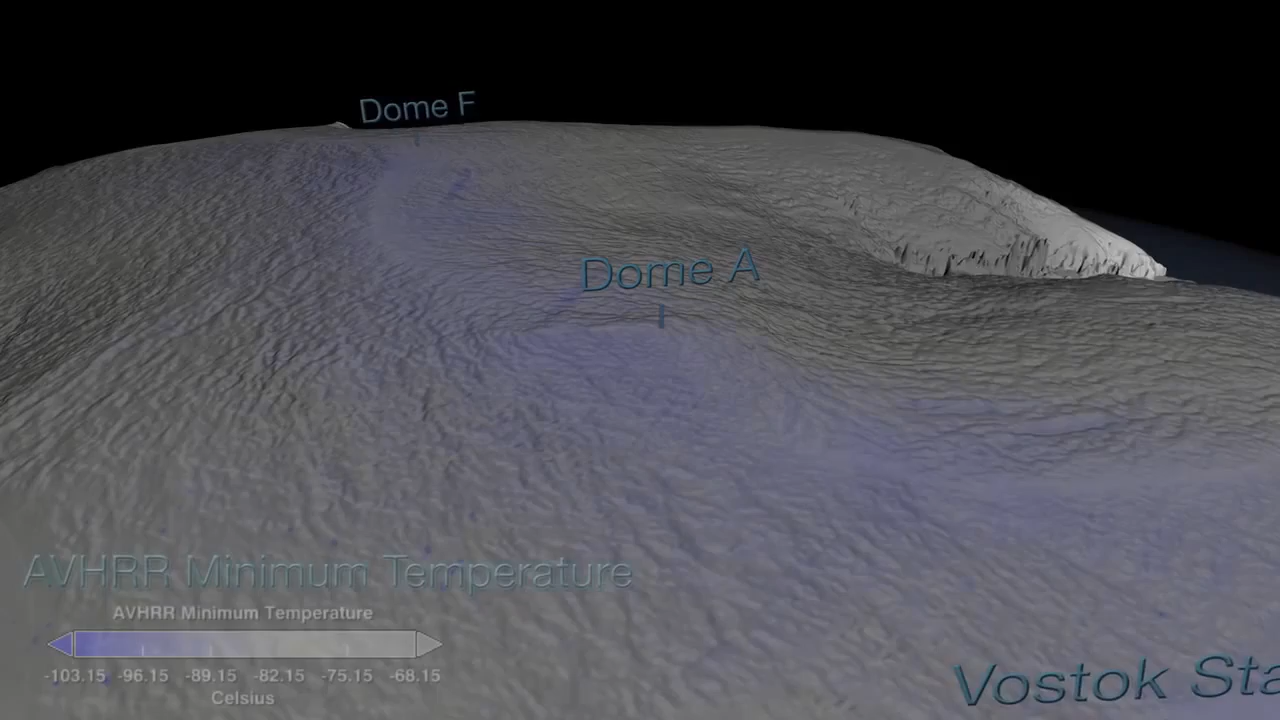 Dome F
Dome A
AVHRR Minimum Temperature
AVHRR Minimum Temperature
-103.15 -96.15 -89.15 -82.15 -75.15 -68.15
Celsius
Vostok Sta